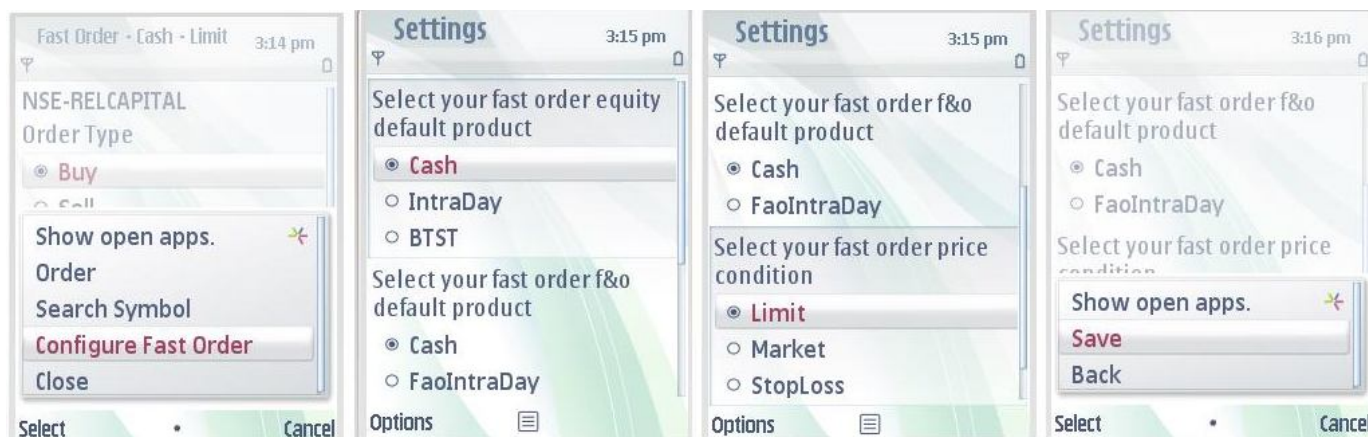 Fast Order - Cash - Limit 3:14 pm
NSE-RELCAPITAL
Order Type
Buy
Sell
Show open apps.
Order
Search Symbol
Configure Fast Order
Close
Select Cancel
Settings 3:15 pm
Select your fast order equity
default product
Cash
IntraDay
BTST
Select your fast order f&o
default product
Cash
FaoIntraDay
Options
Settings 3:15 pm
Select your fast order f&o
default product
Cash
FaoIntraDay
Select your fast order price
condition
Limit
Market
StopLoss
Options
Settings 3:16 pm
Select your fast order f&o
default product
Cash
FaoIntraDay
Select your fast order price
condition
Show open apps.
Save
Back
Select Cancel